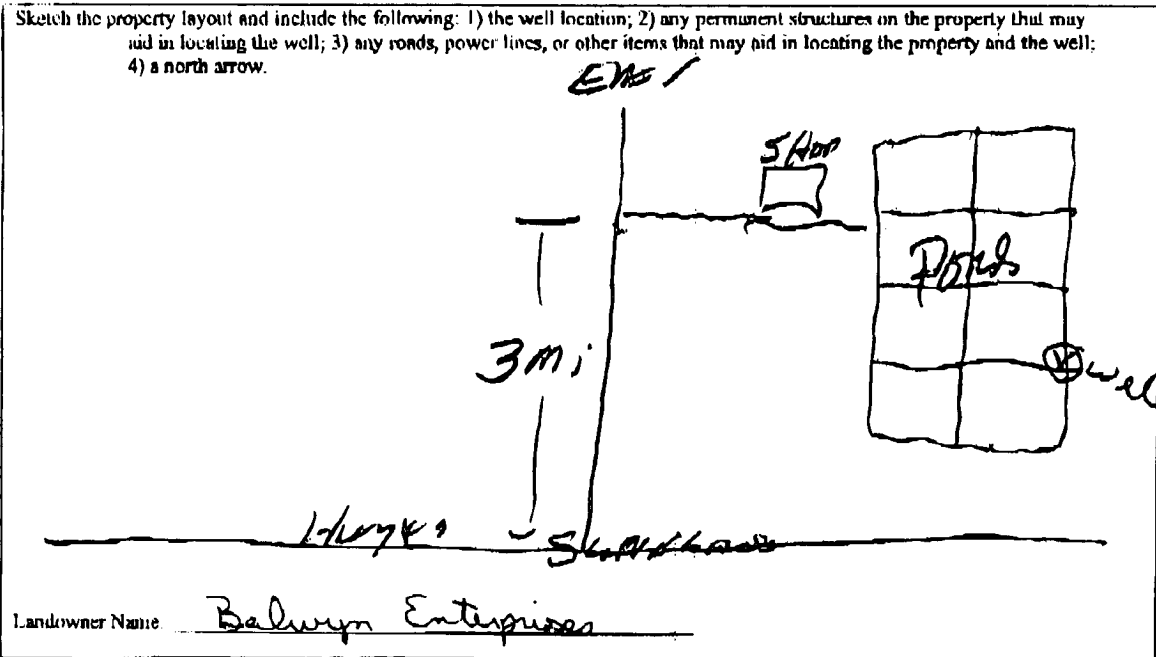 Sketch the property layout and include the following: 1) the well location; 2) any permanent structures on the property that may
aid in locating the well; 3) any roads, power lines, or other items that may aid in locating the property and the well;
4) a north arrow.
SHOP
Ponds
3 mi
well
Landowner Name Balwyn Enterprises